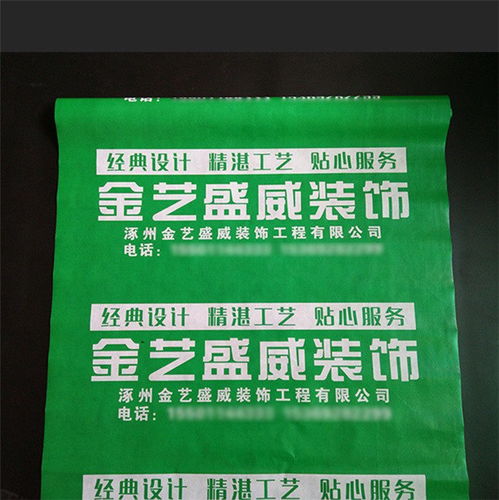 电话：
经典设计 精湛工艺 贴心服务
金艺盛威装饰
涿州金艺盛威装饰工程有限公司
电话：
经典设计 精湛工艺 贴心服务
金艺盛威装饰
涿州金艺盛威装饰工程有限公司
电话：
经典设计 精湛工艺 贴心服务